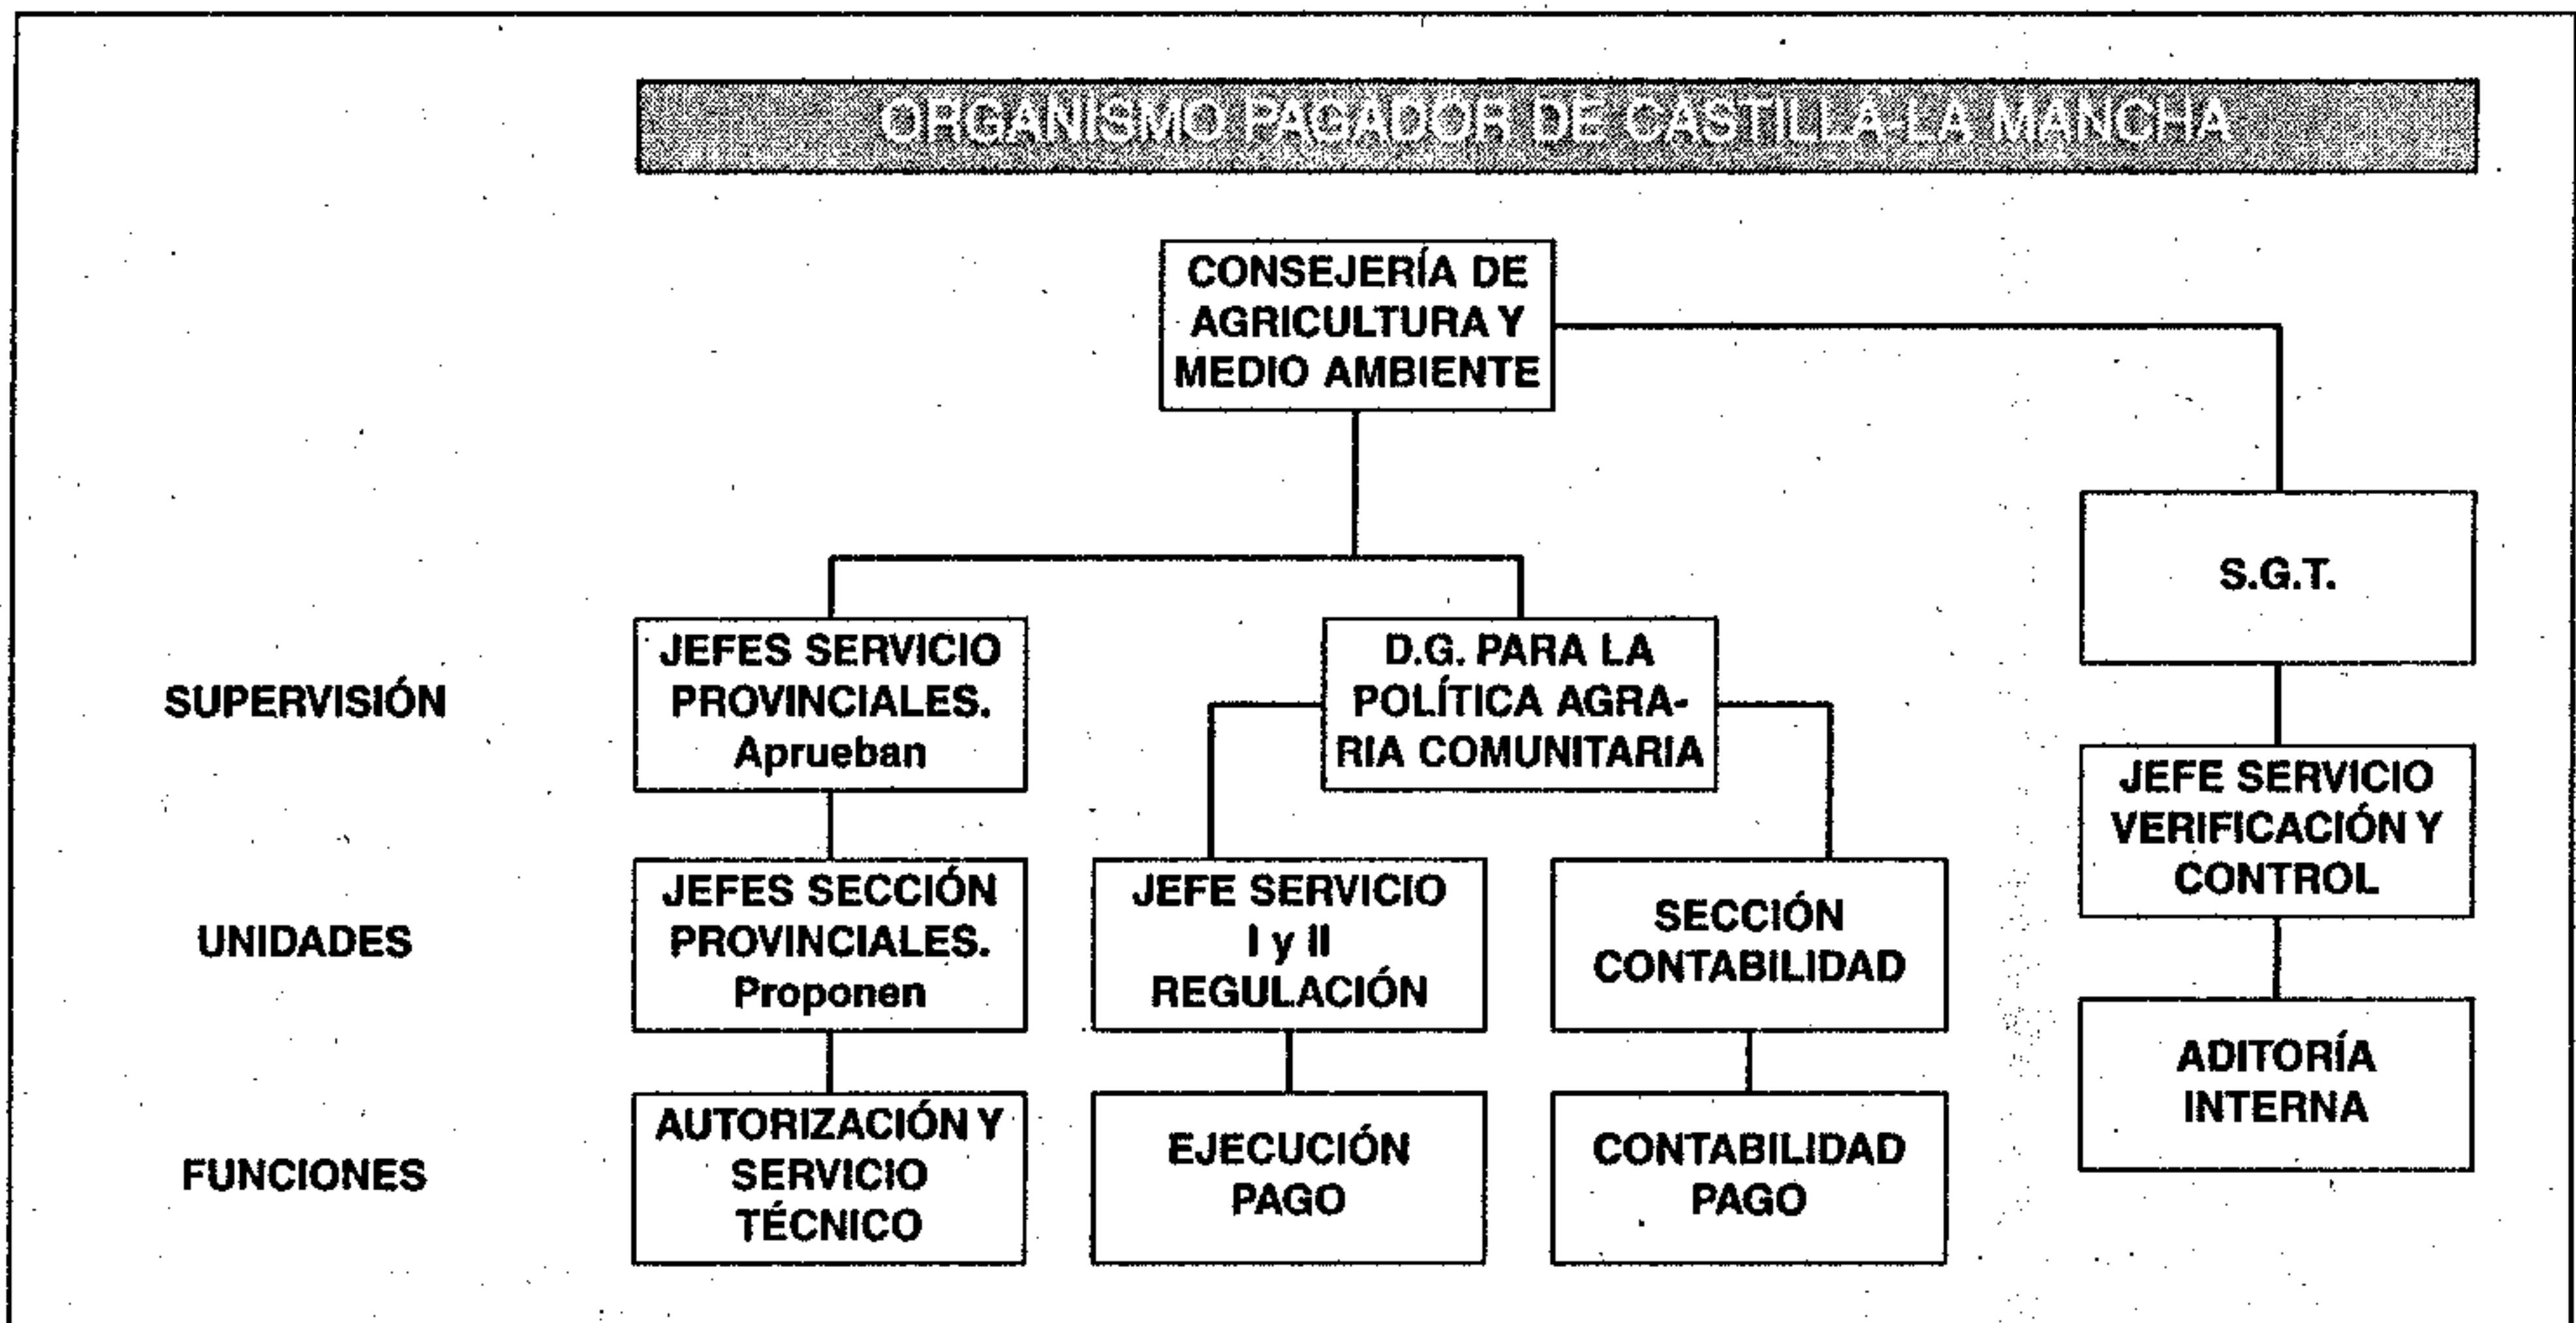 ORGANISMO PAGADOR DE CASTILLA-LA MANCHA
CONSEJERÍA DE
AGRICULTURA Y
MEDIO AMBIENTE
S.G.T.
SUPERVISIÓN
JEFES SERVICIO
PROVINCIALES.
Aprueban
D.G. PARA LA
POLÍTICA AGRA-
RIA COMUNITARIA
JEFE SERVICIO
VERIFICACIÓN Y
CONTROL
UNIDADES
JEFES SECCIÓN
PROVINCIALES.
Proponen
JEFE SERVICIO
I y II
REGULACIÓN
SECCIÓN
CONTABILIDAD
ADITORÍA
INTERNA
FUNCIONES
AUTORIZACIÓN Y
SERVICIO
TÉCNICO
EJECUCIÓN
PAGO
CONTABILIDAD
PAGO